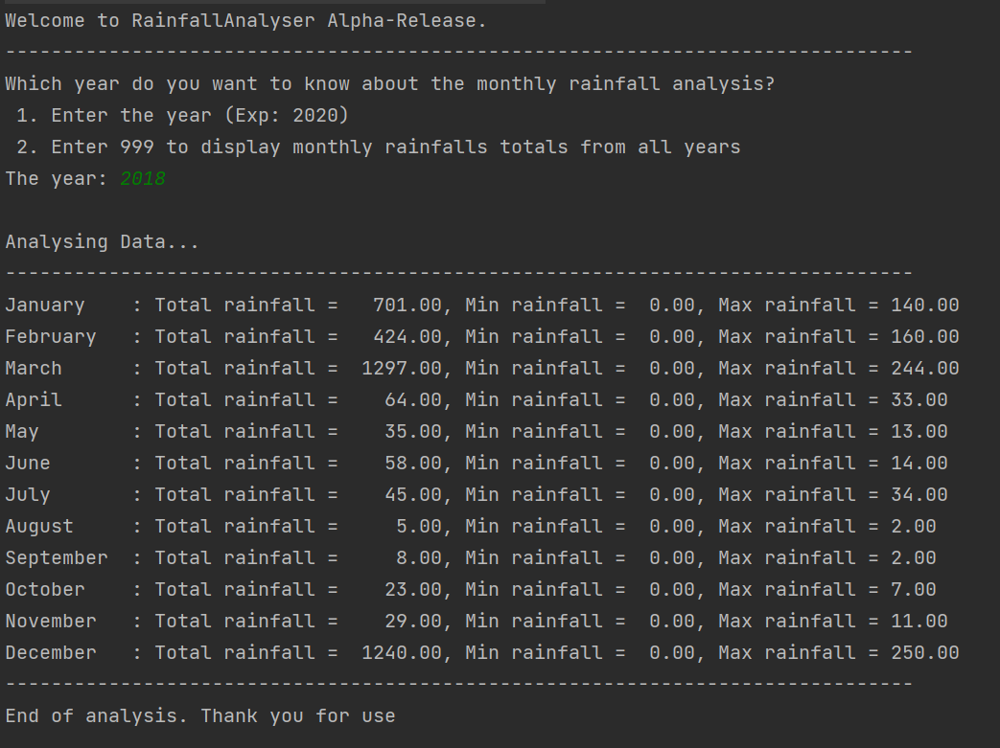 Welcome to RainfallAnalyser Alpha-Release.
-------------------------------------------------------------------------------
Which year do you want to know about the monthly rainfall analysis?
 1. Enter the year (Exp: 2020)
 2. Enter 999 to display monthly rainfalls totals from all years
The year: 2018
Analysing Data...
-------------------------------------------------------------------------------
January    : Total rainfall =   701.00, Min rainfall =  0.00, Max rainfall = 140.00
February   : Total rainfall =   424.00, Min rainfall =  0.00, Max rainfall = 160.00
March      : Total rainfall =  1297.00, Min rainfall =  0.00, Max rainfall = 244.00
April      : Total rainfall =    64.00, Min rainfall =  0.00, Max rainfall = 33.00
May        : Total rainfall =    35.00, Min rainfall =  0.00, Max rainfall = 13.00
June       : Total rainfall =    58.00, Min rainfall =  0.00, Max rainfall = 14.00
July       : Total rainfall =    45.00, Min rainfall =  0.00, Max rainfall = 34.00
August     : Total rainfall =     5.00, Min rainfall =  0.00, Max rainfall = 2.00
September  : Total rainfall =     8.00, Min rainfall =  0.00, Max rainfall = 2.00
October    : Total rainfall =    23.00, Min rainfall =  0.00, Max rainfall = 7.00
November   : Total rainfall =    29.00, Min rainfall =  0.00, Max rainfall = 11.00
December   : Total rainfall =  1240.00, Min rainfall =  0.00, Max rainfall = 250.00
-------------------------------------------------------------------------------
End of analysis. Thank you for use